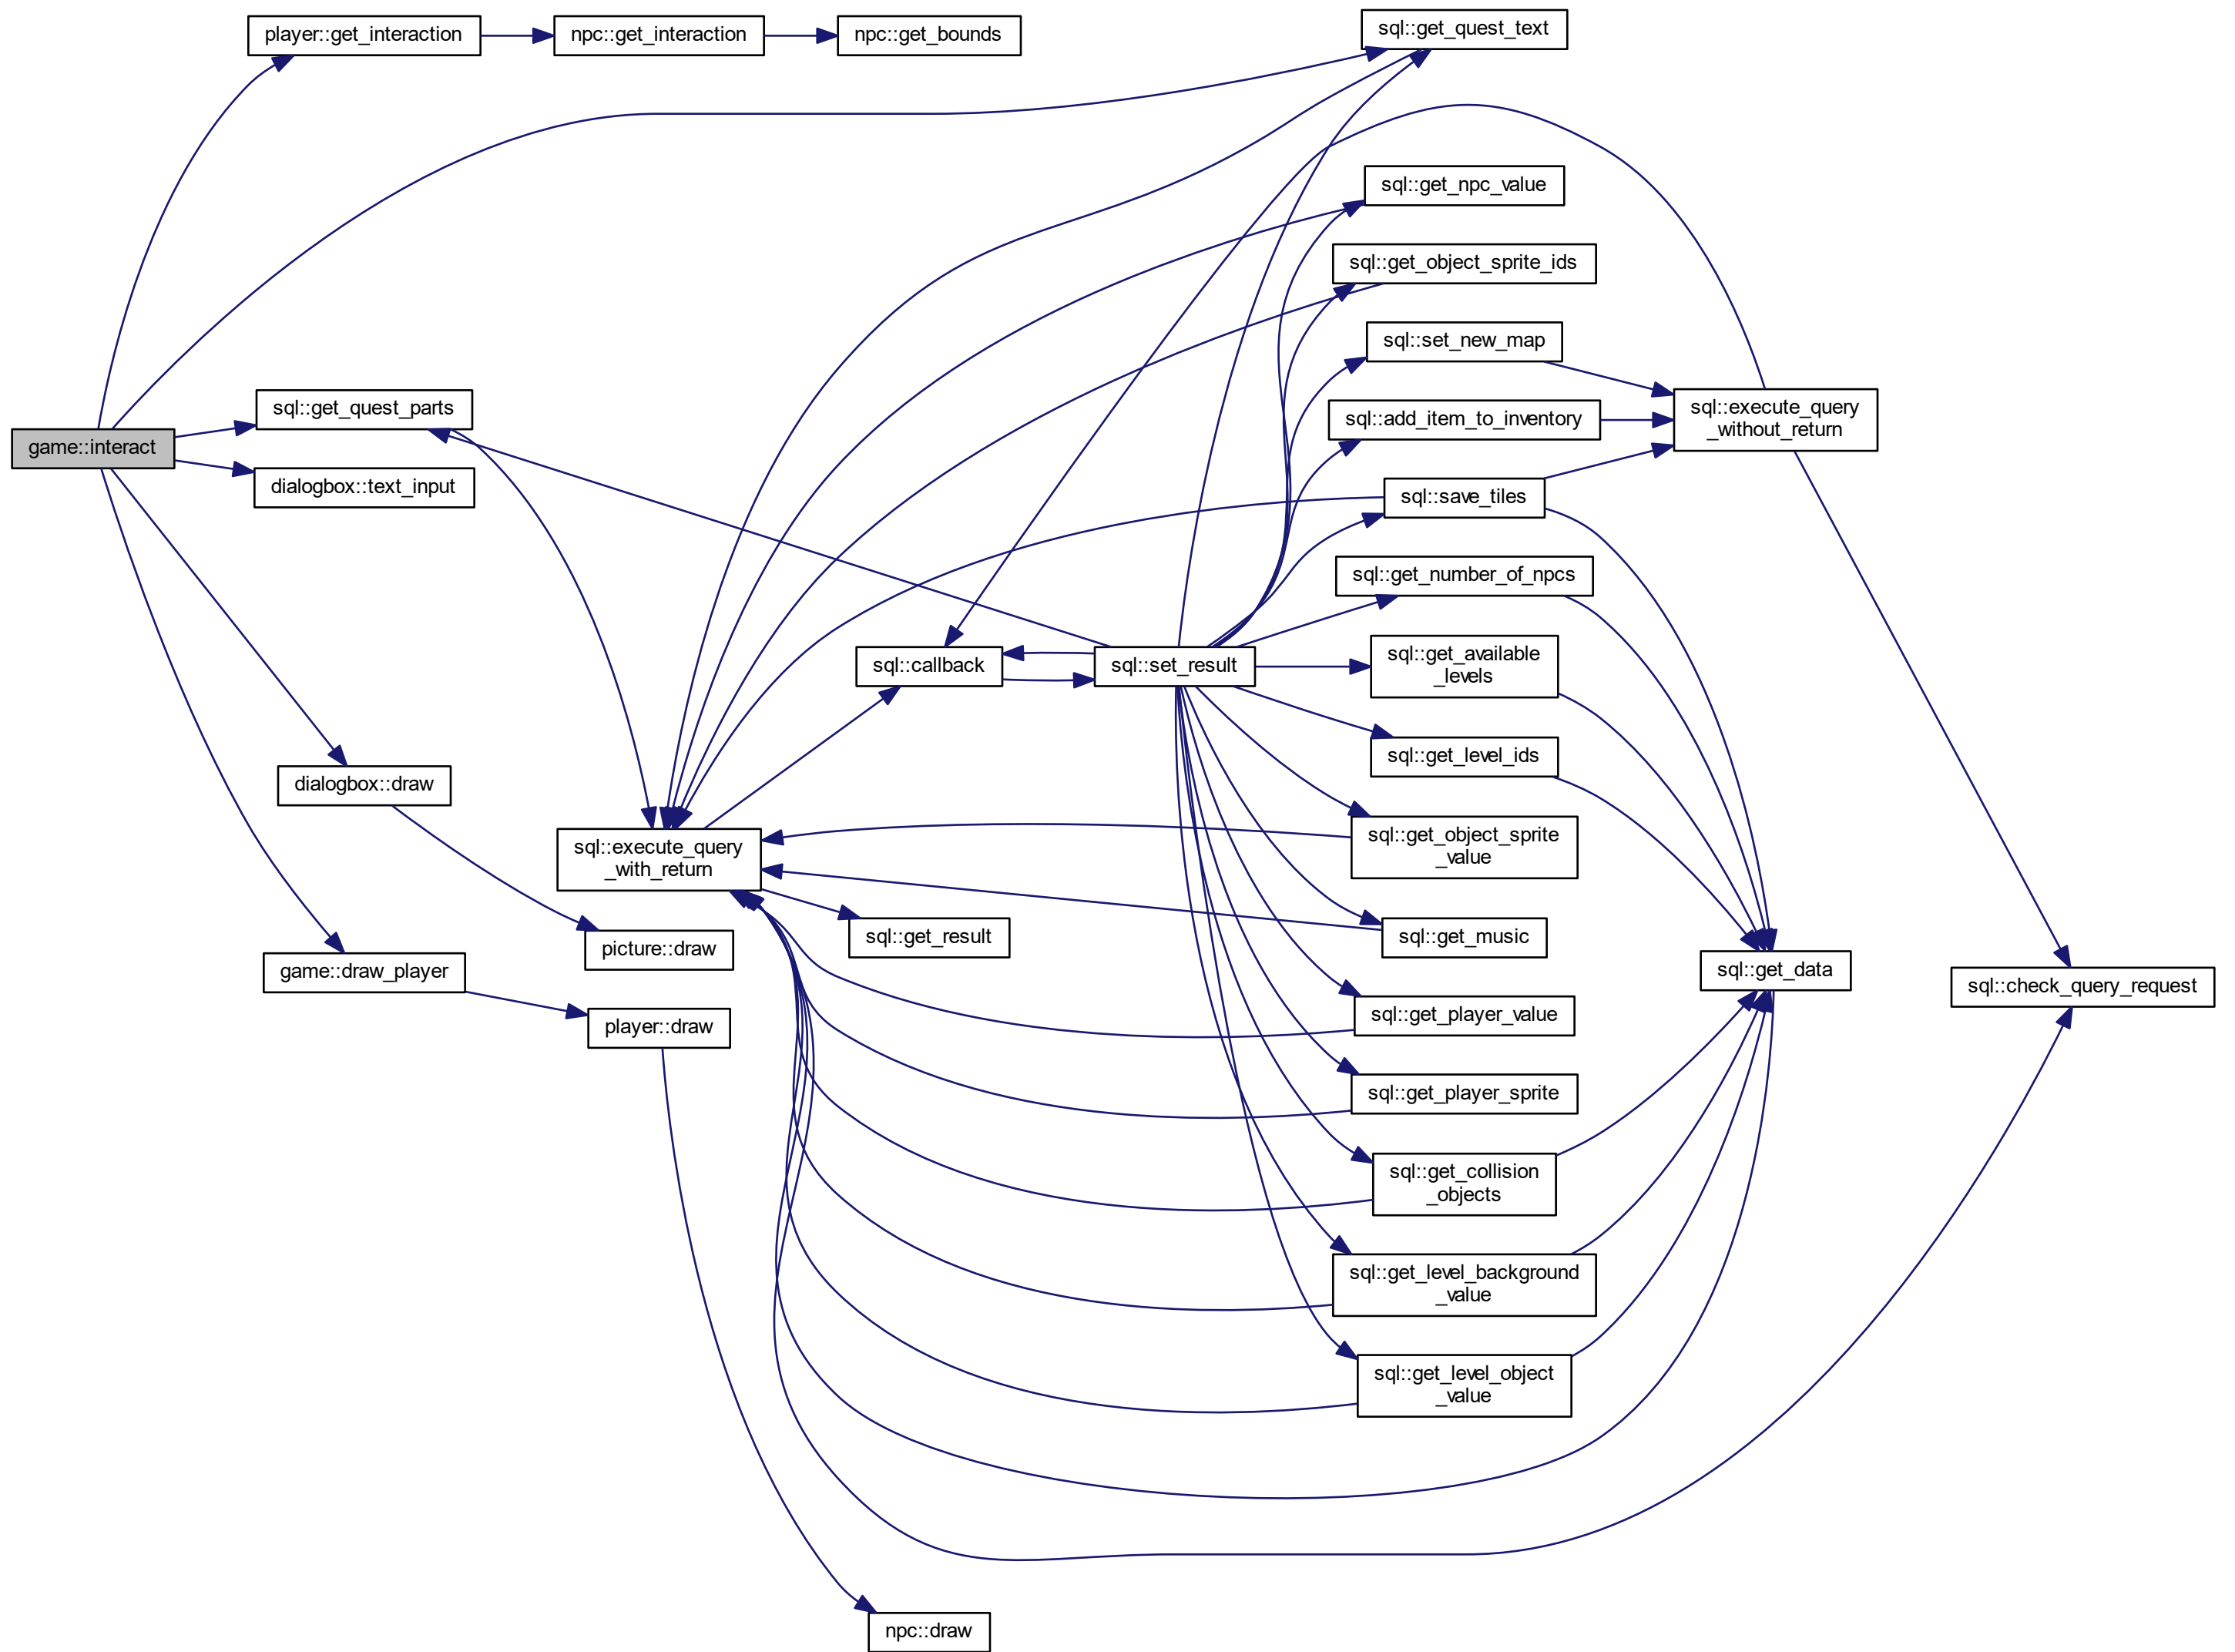 game::interact
player::get_interaction
npc::get_interaction
npc::get_bounds
sql::get_quest_parts
dialogbox::text_input
dialogbox::draw
game::draw_player
sql::execute_query
_with_return
picture::draw
player::draw
sql::callback
sql::get_result
npc::draw
sql::set_result
sql::get_quest_text
sql::get_npc_value
sql::get_object_sprite_ids
sql::set_new_map
sql::add_item_to_inventory
sql::save_tiles
sql::get_number_of_npcs
sql::get_available
_levels
sql::get_level_ids
sql::get_object_sprite
_value
sql::get_music
sql::get_player_value
sql::get_player_sprite
sql::get_collision
_objects
sql::get_level_background
_value
sql::get_level_object
_value
sql::execute_query
_without_return
sql::get_data
sql::check_query_request